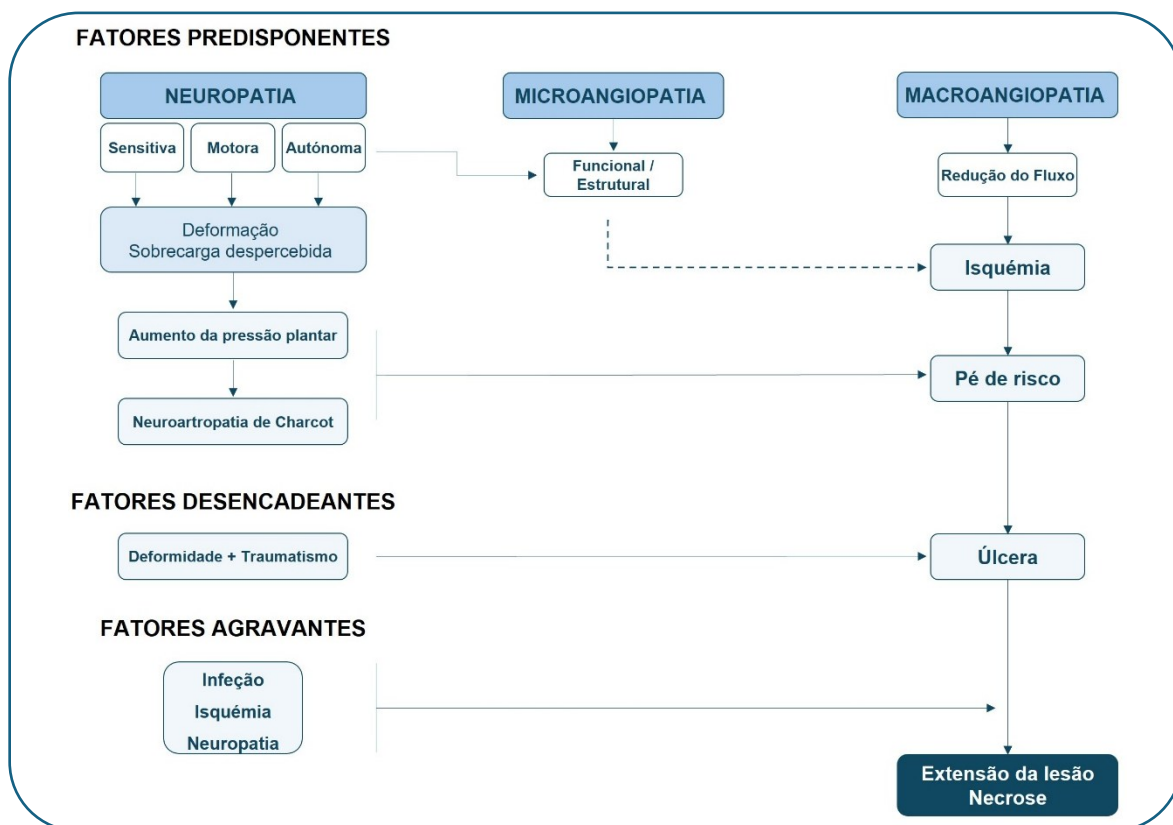 FATORES PREDISPONENTES
NEUROPATIA
MICROANGIOPATIA
MACROANGIOPATIA
Sensitiva
Motora
Autónoma
Funcional /
Estrutural
Redução do Fluxo
Deformação
Sobrecarga despercebida
Isquémia
Aumento da pressão plantar
Pé de risco
Neuroartropatia de Charcot
FATORES DESENCADEANTES
Deformidade + Traumatismo
Úlcera
FATORES AGRAVANTES
Infeção
Isquémia
Neuropatia
Extensão da lesão
Necrose